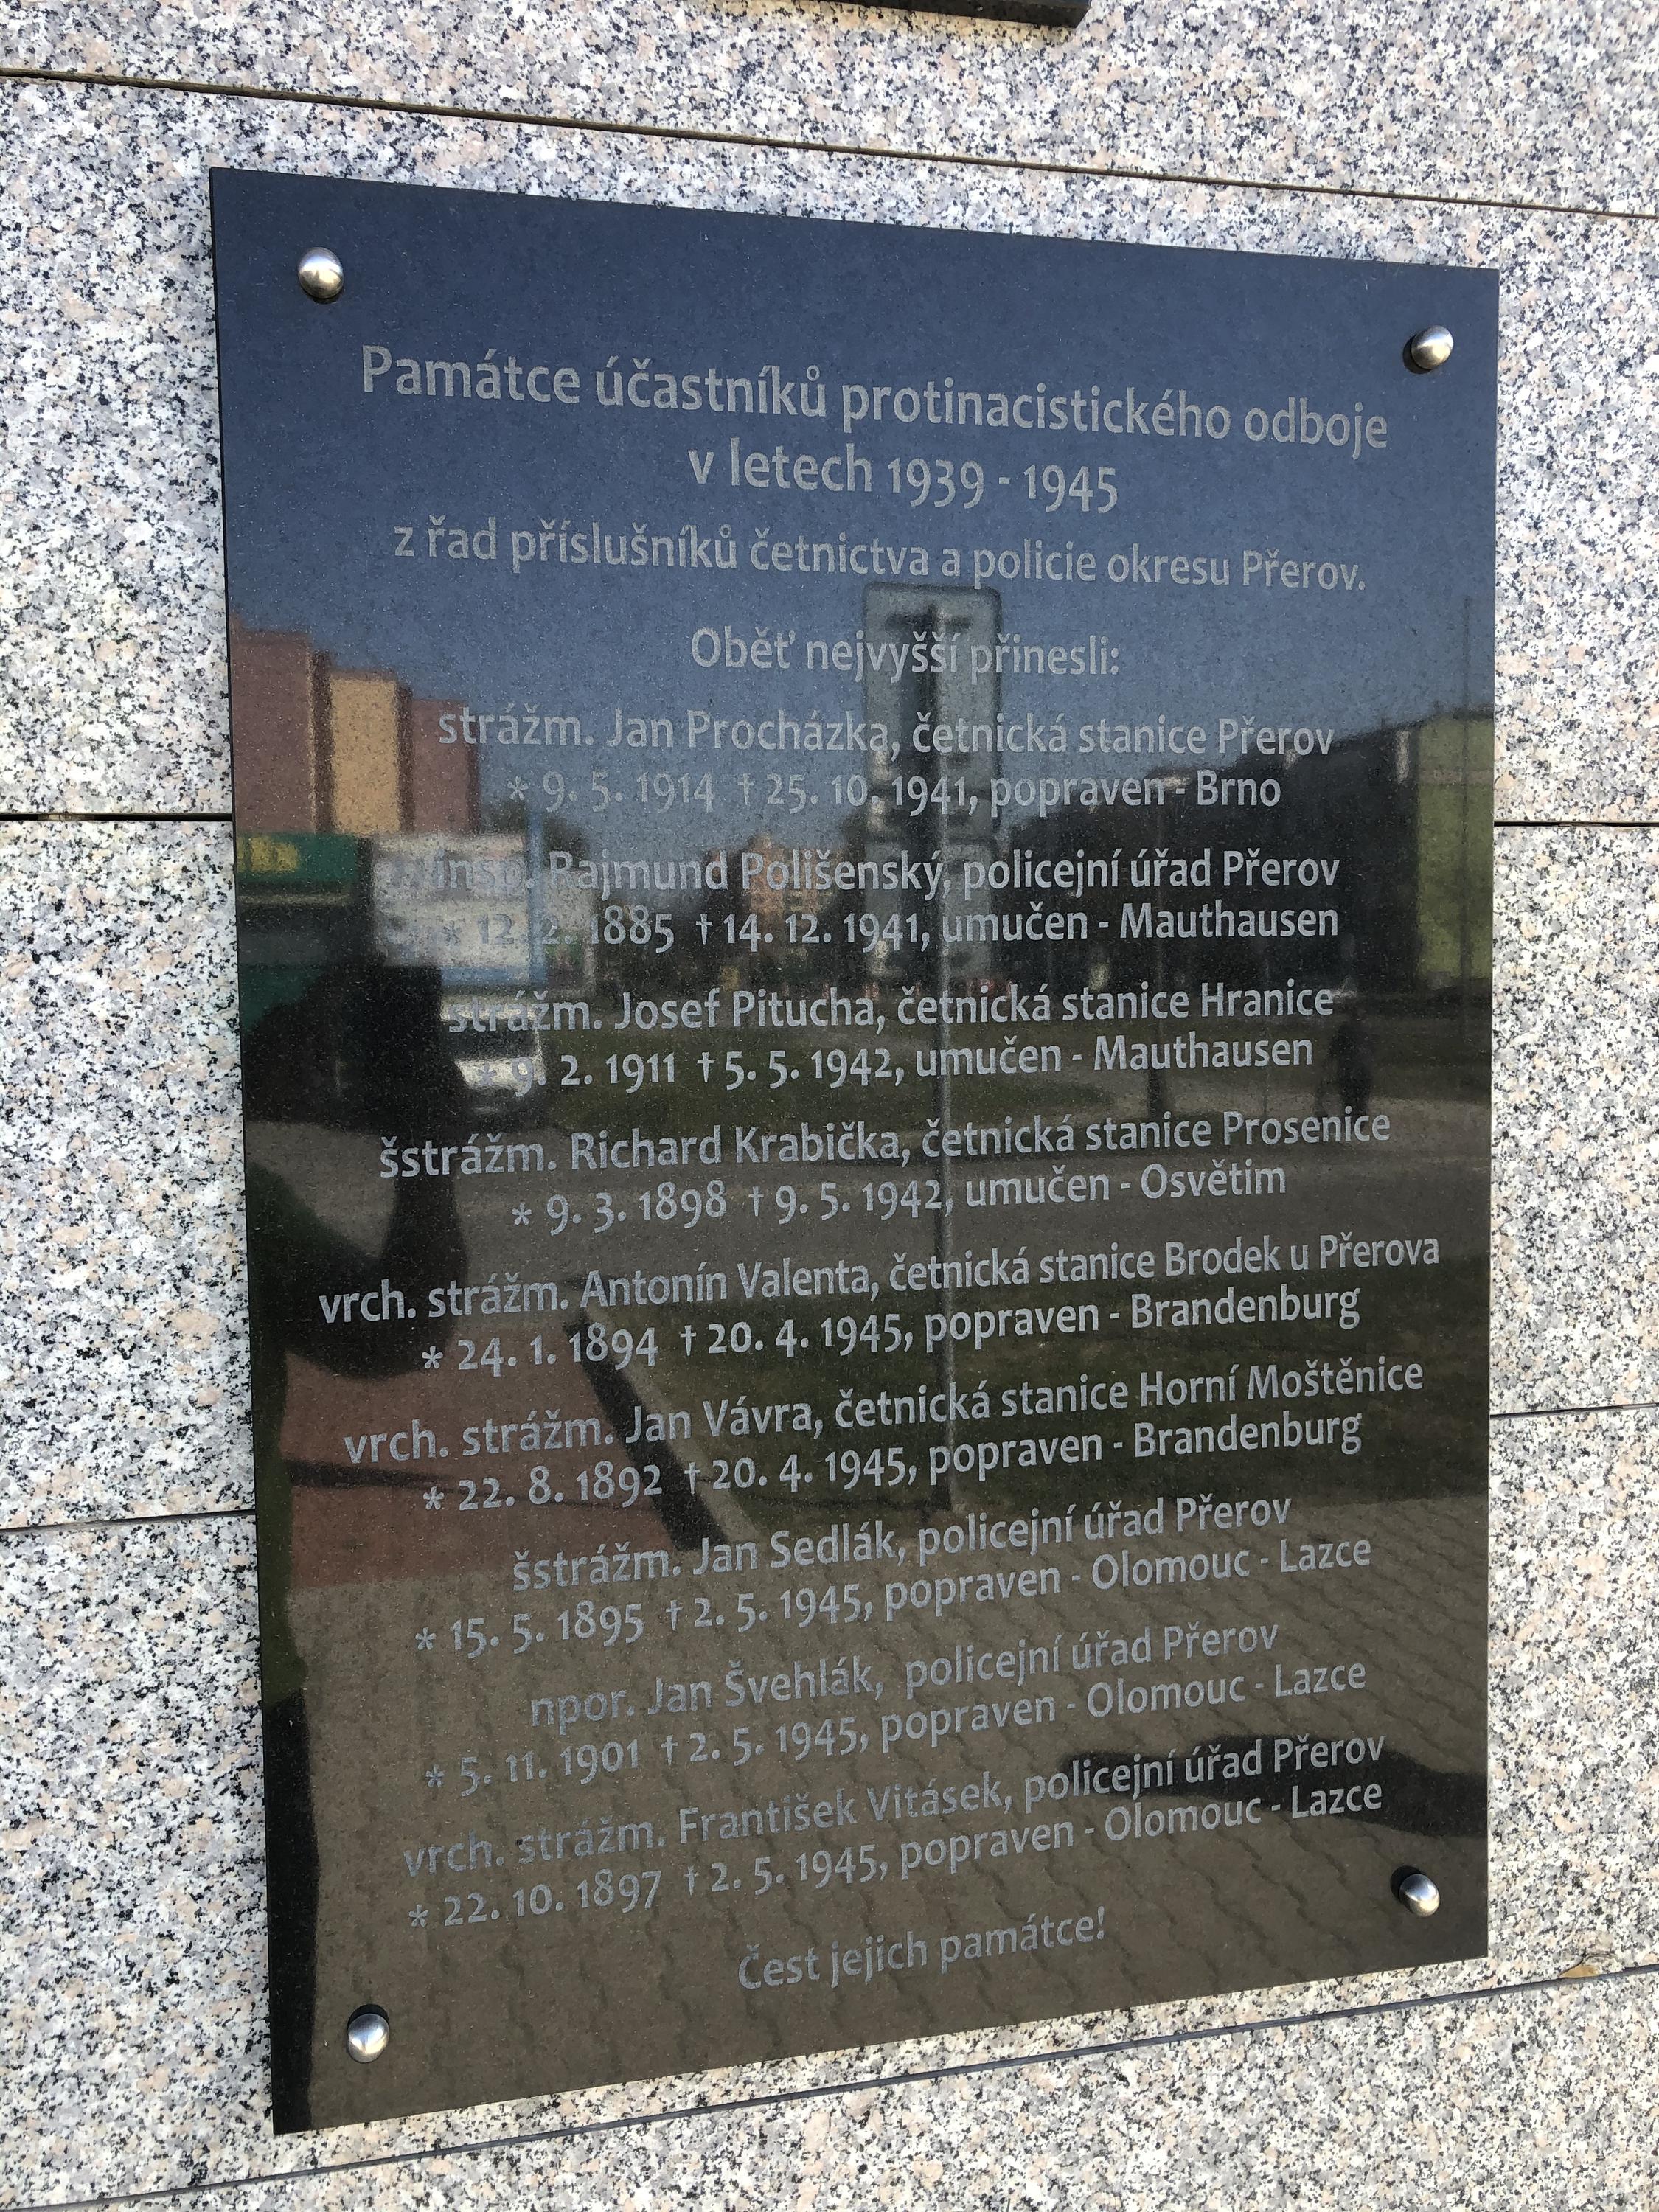 Památce účastníků protinacistického odboje
v letech 1939 - 1945
z řad příslušníků četnictva a policie okresu Přerov.
Oběť nejvyšší přinesli:
strážm. Jan Procházka, četnická stanice Přerov
* 9. 5. 1914 † 25. 10. 1941, popraven - Brno
insp. Rajmund Polišenský, policejní úřad Přerov
* 12. 2. 1885 † 14. 12. 1941, umučen - Mauthausen
strážm. Josef Pitucha, četnická stanice Hranice
* 9. 2. 1911 † 5. 5. 1942, umučen - Mauthausen
šstrážm. Richard Krabička, četnická stanice Prosenice
* 9. 3. 1898 † 9. 5. 1942, umučen - Osvětim
vrch. strážm. Antonín Valenta, četnická stanice Brodek u Přerova
* 24. 1. 1894 † 20. 4. 1945, popraven - Brandenburg
vrch. strážm. Jan Vávra, četnická stanice Horní Moštěnice
* 22. 8. 1892 † 20. 4. 1945, popraven - Brandenburg
šstrážm. Jan Sedlák, policejní úřad Přerov
* 15. 5. 1895 † 2. 5. 1945, popraven - Olomouc - Lazce
npor. Jan Švehlák, policejní úřad Přerov
* 5. 11. 1901 † 2. 5. 1945, popraven - Olomouc - Lazce
vrch. strážm. František Vitásek, policejní úřad Přerov
* 22. 10. 1897 † 2. 5. 1945, popraven - Olomouc - Lazce
Čest jejich památce!